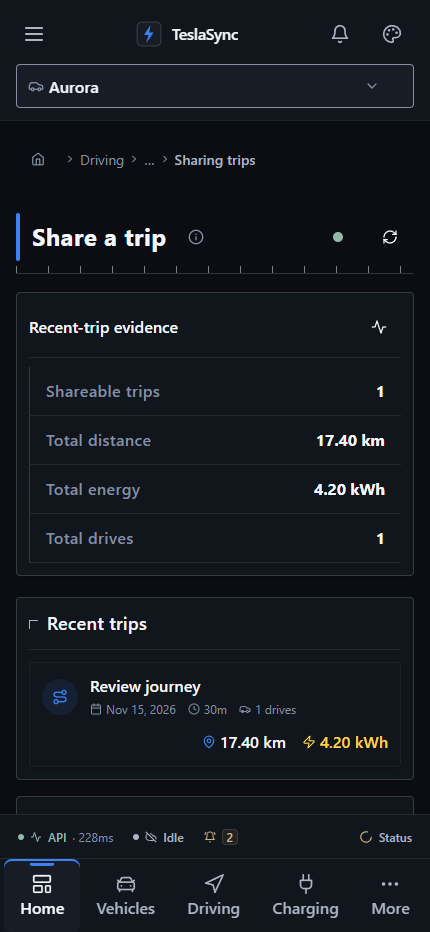 TeslaSync
Aurora
Driving ... Sharing trips
Share a trip
Recent-trip evidence
Shareable trips 1
Total distance 17.40 km
Total energy 4.20 kWh
Total drives 1
Recent trips
Review journey
Nov 15, 2026 30m 1 drives
17.40 km 4.20 kWh
API · 228ms Idle 2 Status
Home Vehicles Driving Charging More